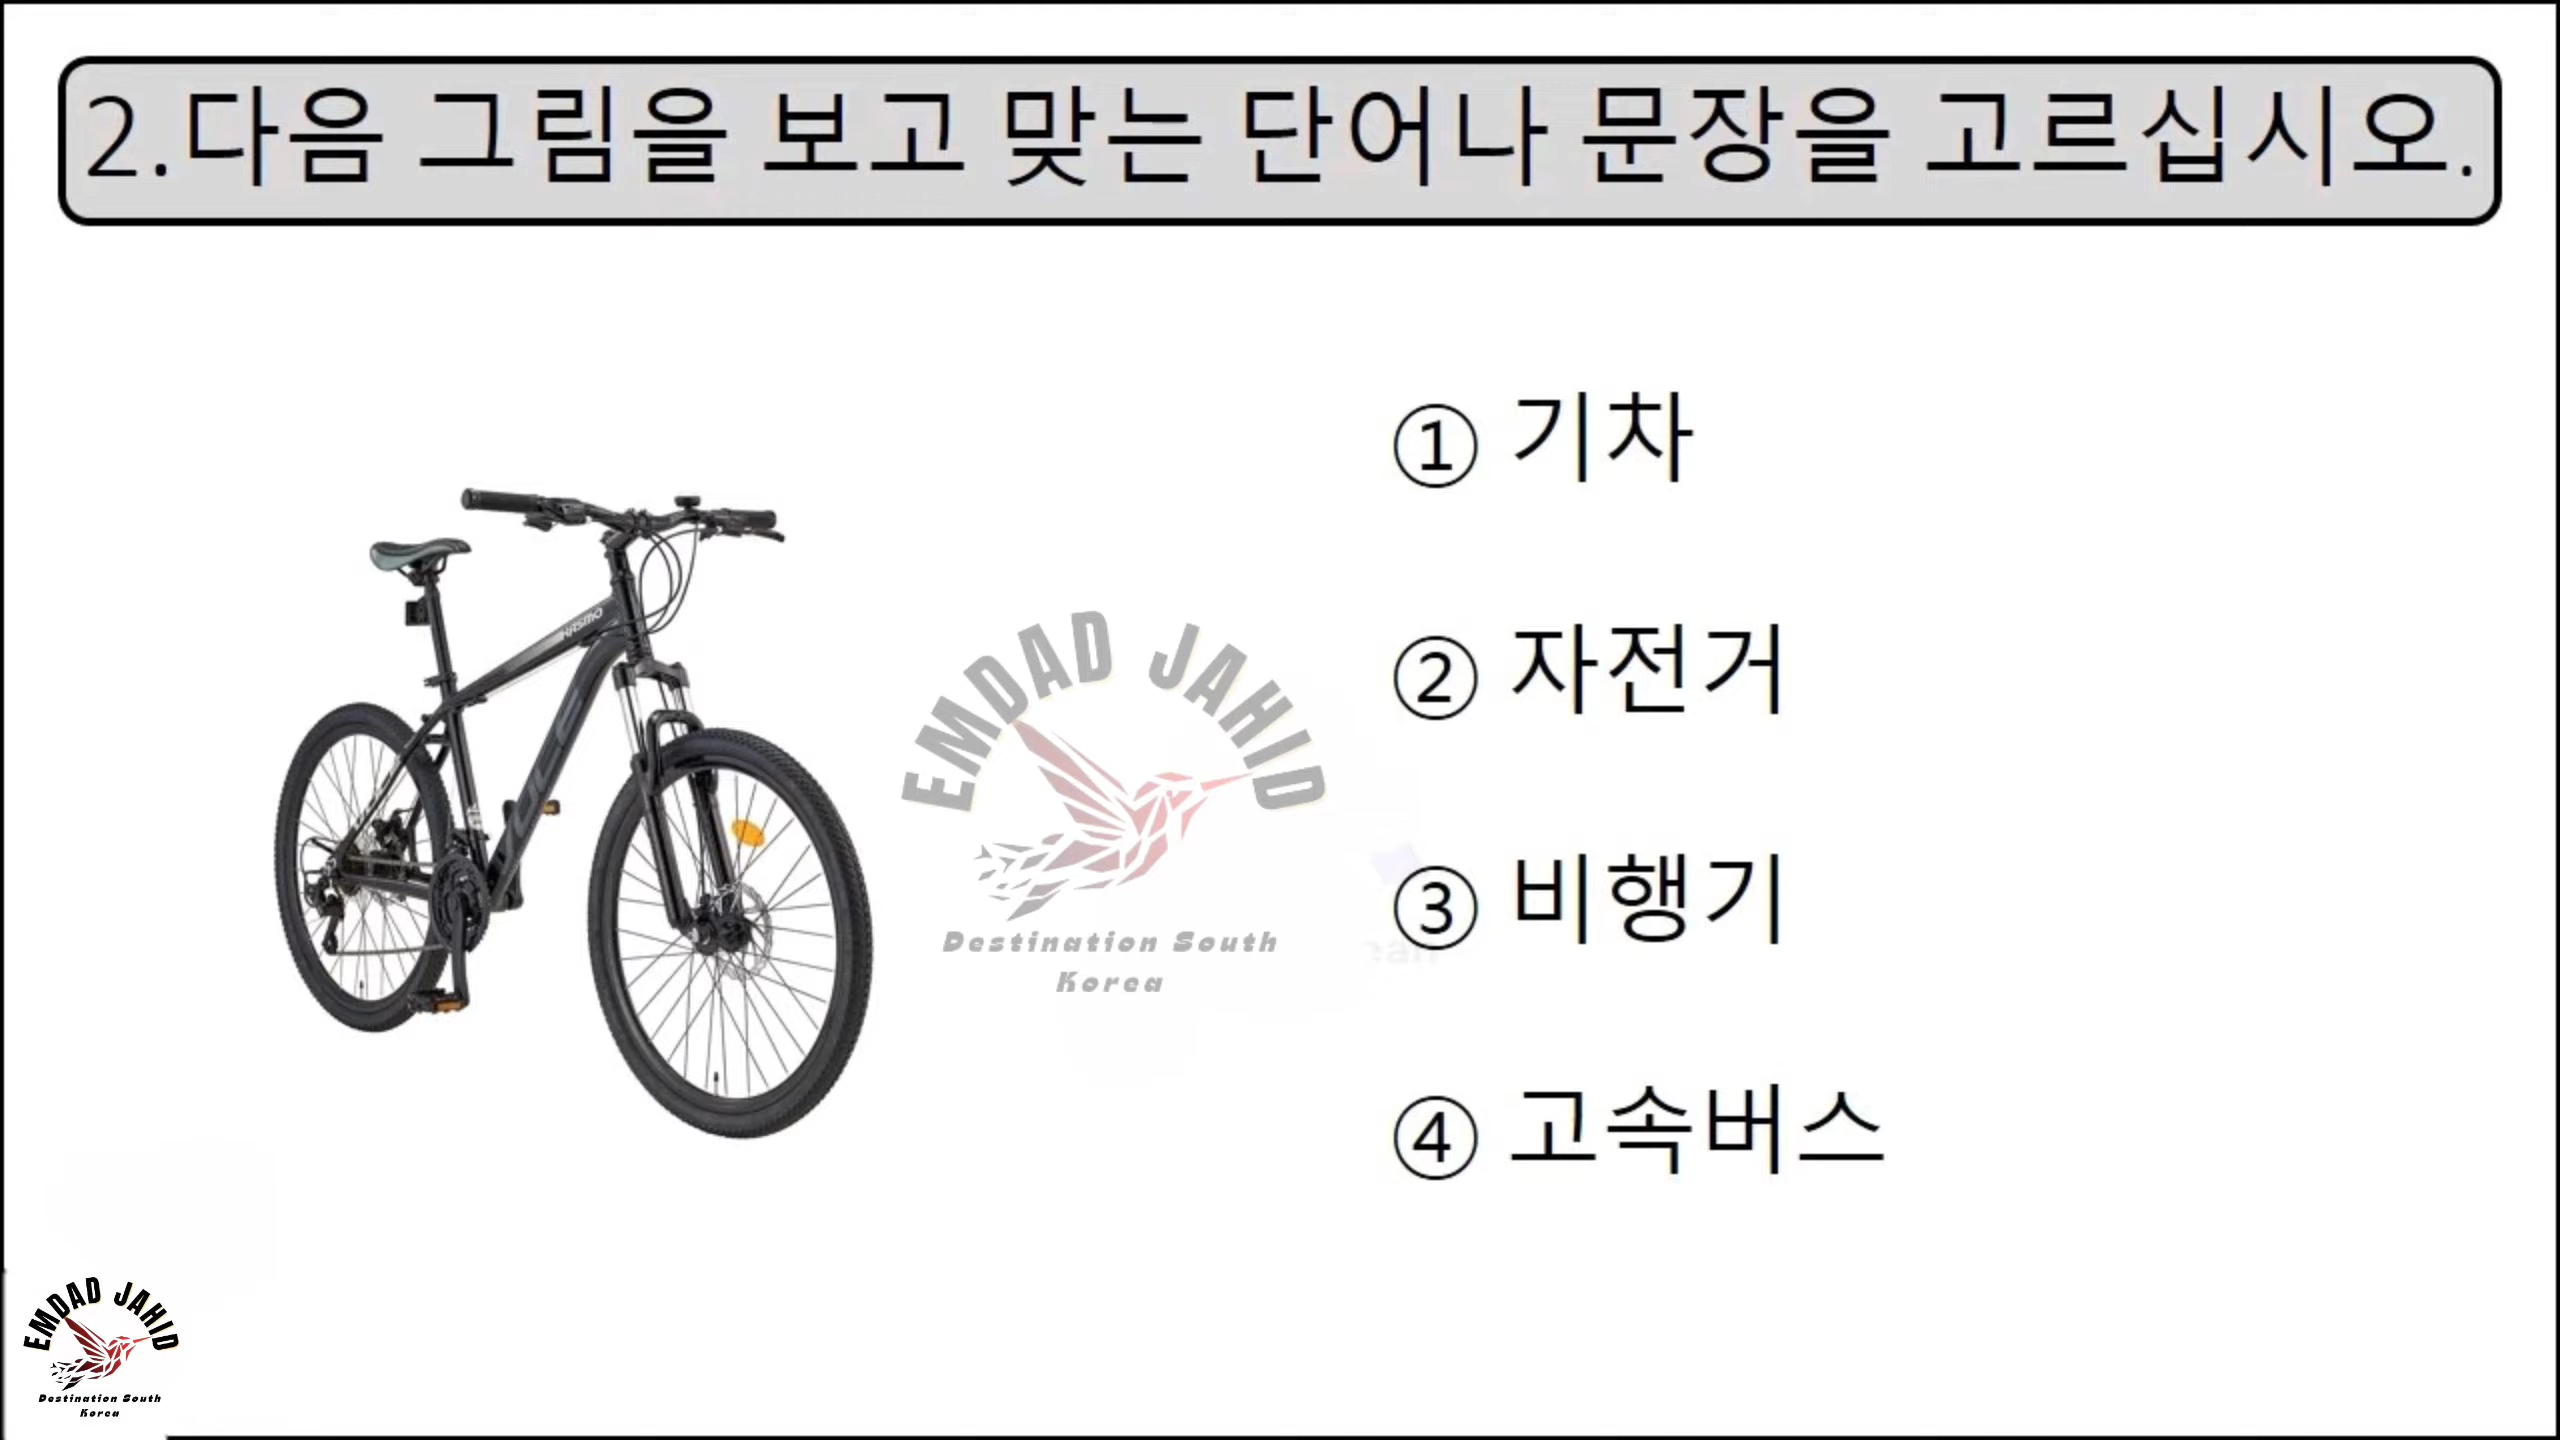 2.다음 그림을 보고 맞는 단어나 문장을 고르십시오.
① 기차
② 자전거
③ 비행기
④ 고속버스
EMDAD JAHID
Destination South
Korea
EMDAD JAHID
Destination South
Korea